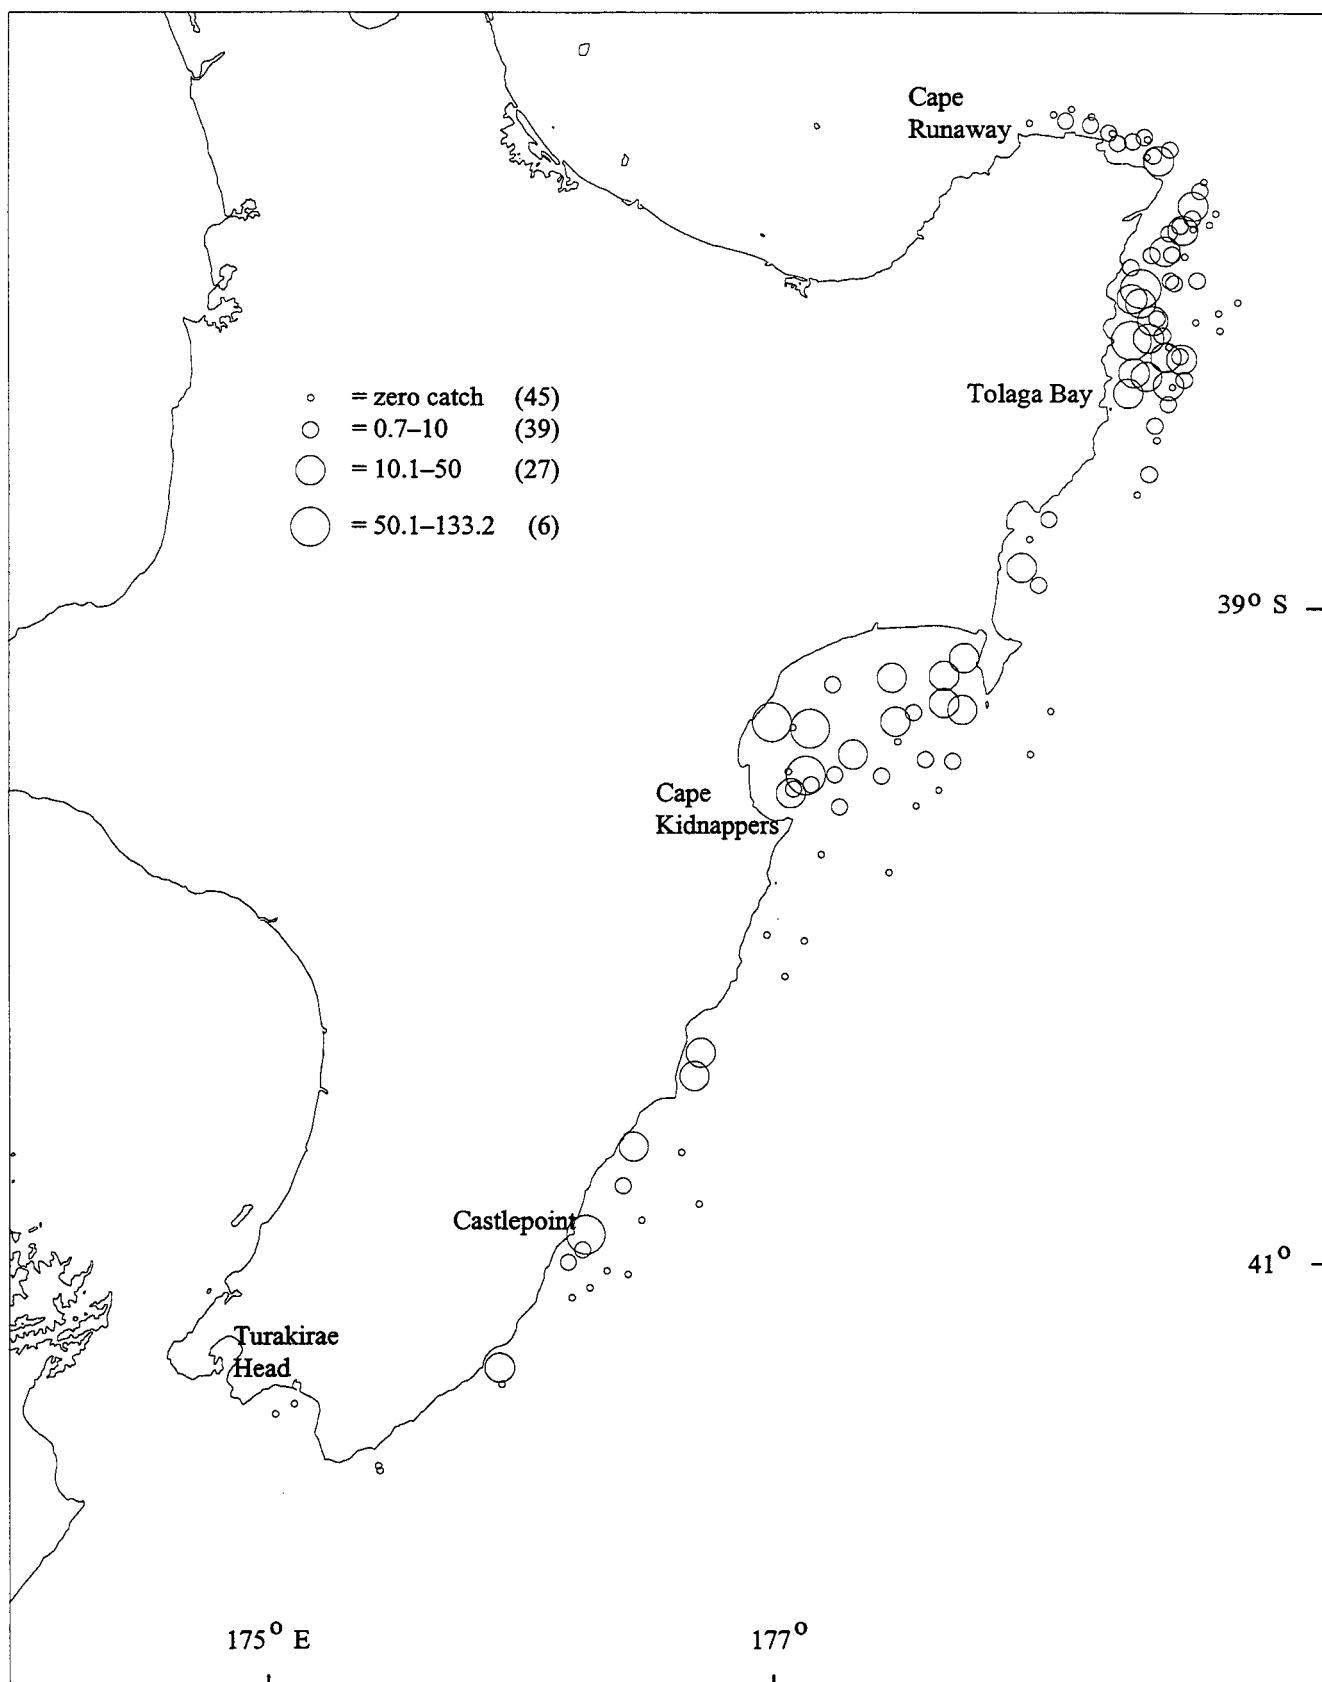 Cape
Runaway
Tolaga Bay
= zero catch (45)
= 0.7–10 (39)
= 10.1–50 (27)
= 50.1–133.2 (6)
39° S
Cape
Kidnappers
Castlepoint
41°
Turakirae
Head
175° E
177°